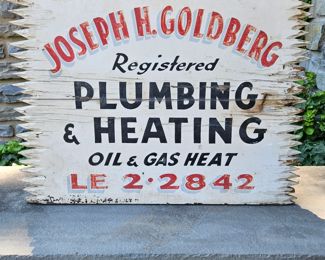 JOSEPH H. GOLDBERG
Registered
PLUMBING
& HEATING
OIL & GAS HEAT
LE 2·2842